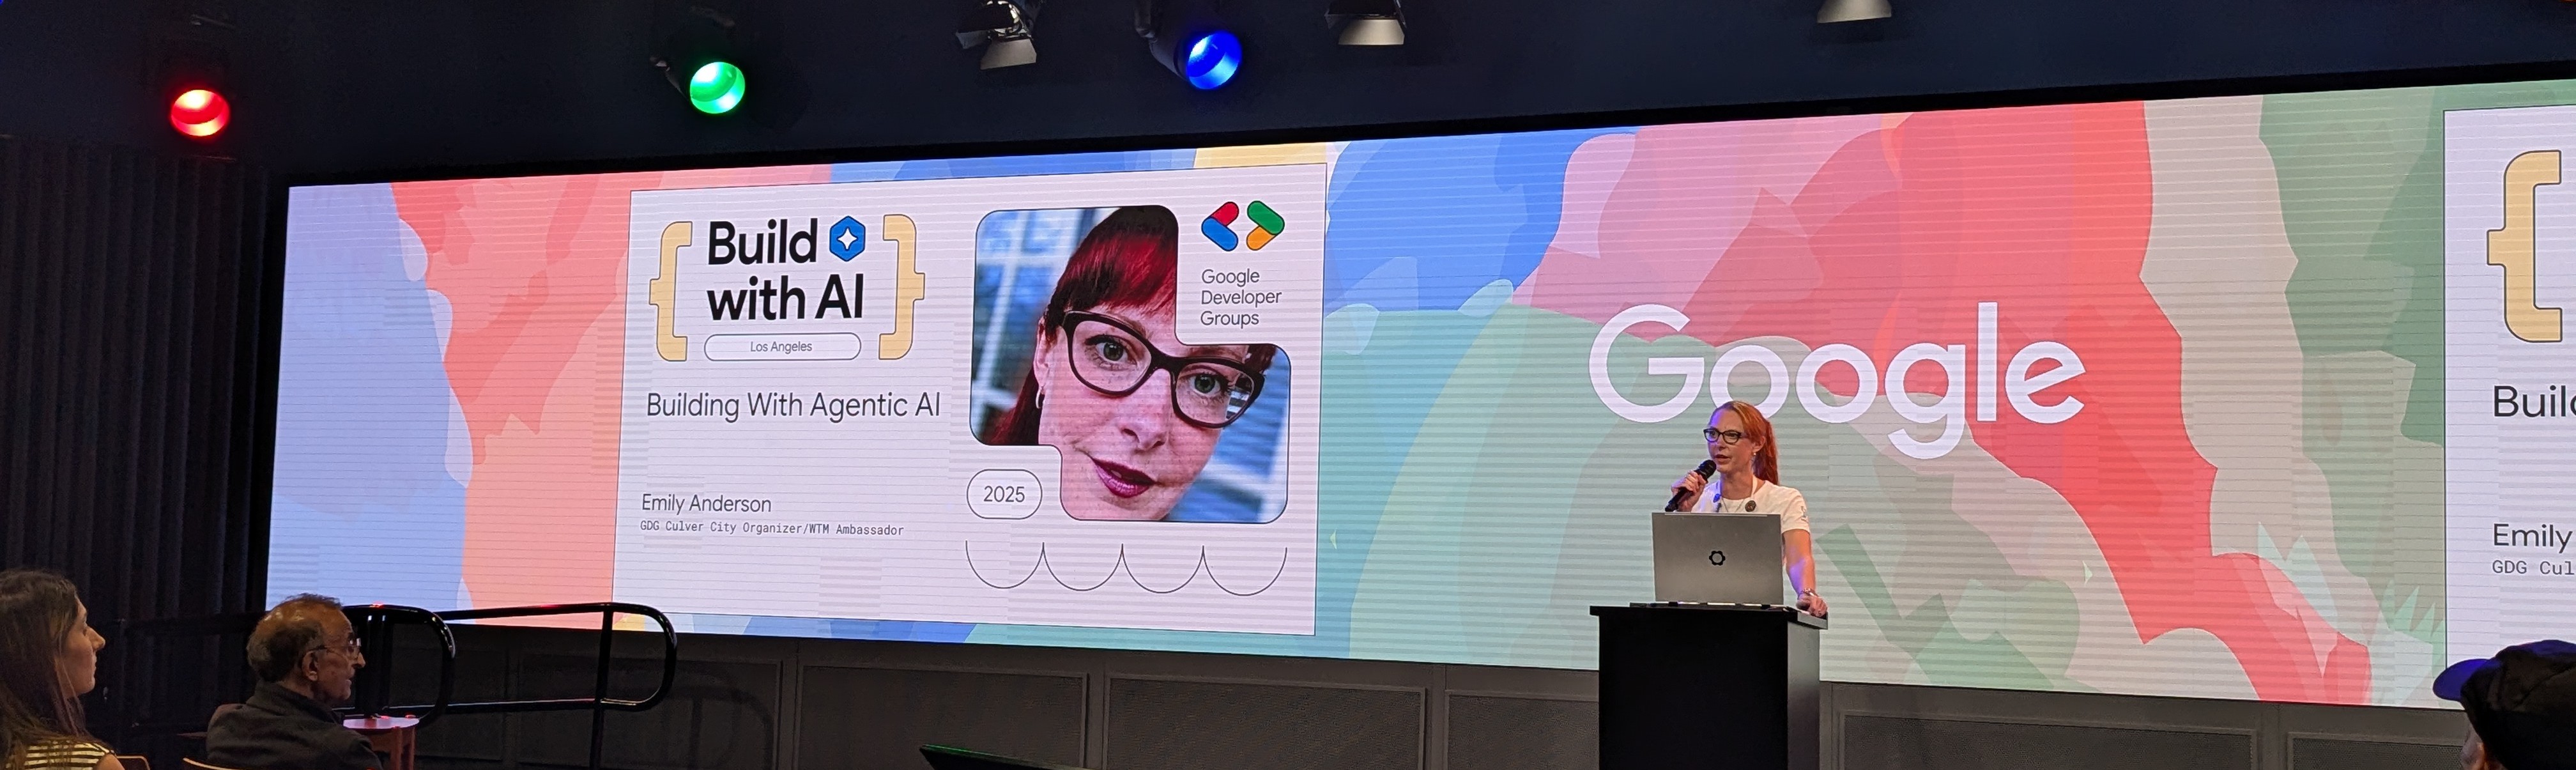 Build
with AI
Los Angeles
Building With Agentic AI
Emily Anderson
GDG Culver City Organizer/WTM Ambassador
Google
Developer
Groups
2025
Google
Buil
Emily
GDG Cul